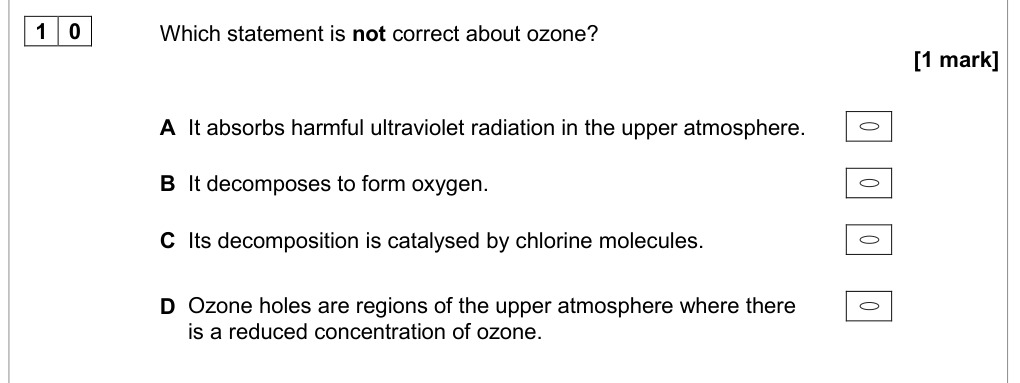 1 0 Which statement is not correct about ozone?
[1 mark]
A It absorbs harmful ultraviolet radiation in the upper atmosphere.
B It decomposes to form oxygen.
C Its decomposition is catalysed by chlorine molecules.
D Ozone holes are regions of the upper atmosphere where there
is a reduced concentration of ozone.